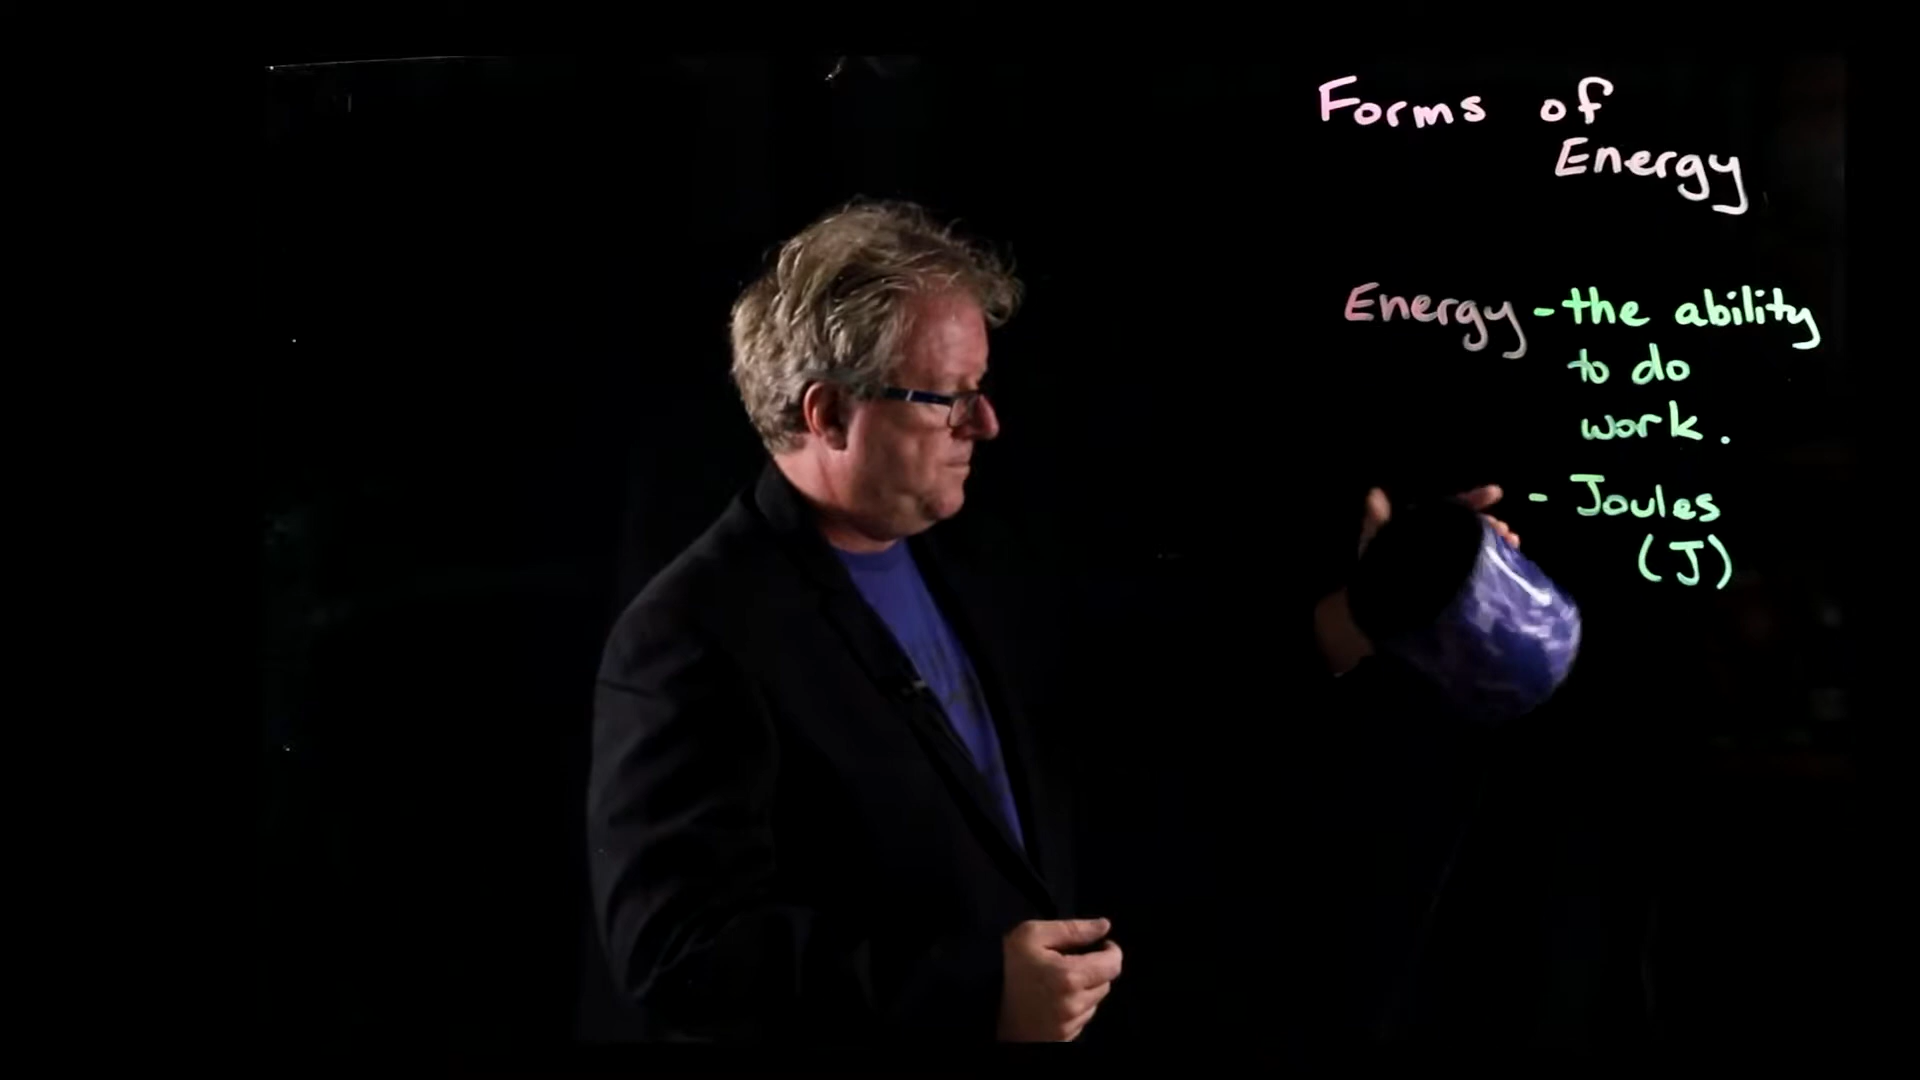 Forms of
Energy
Energy - the ability
to do
work.
- Joules
(J)